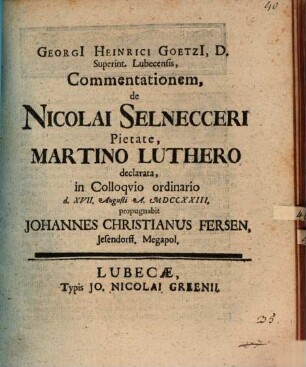 40
GEORGI HEINRICI GOETZI, D.
Superint. Lubecensis,
Commentationem,
de
NICOLAI SELNECCERI
Pietate,
MARTINO LUTHERO
declarata,
in Colloqvio ordinario
d. XVII. Augusti A. MDCCXXIII.
propugnabit
JOHANNES CHRISTIANUS FERSEN,
Jesendorff, Megapol.
LUBECÆ,
Typis JO. NICOLAI GREENII.